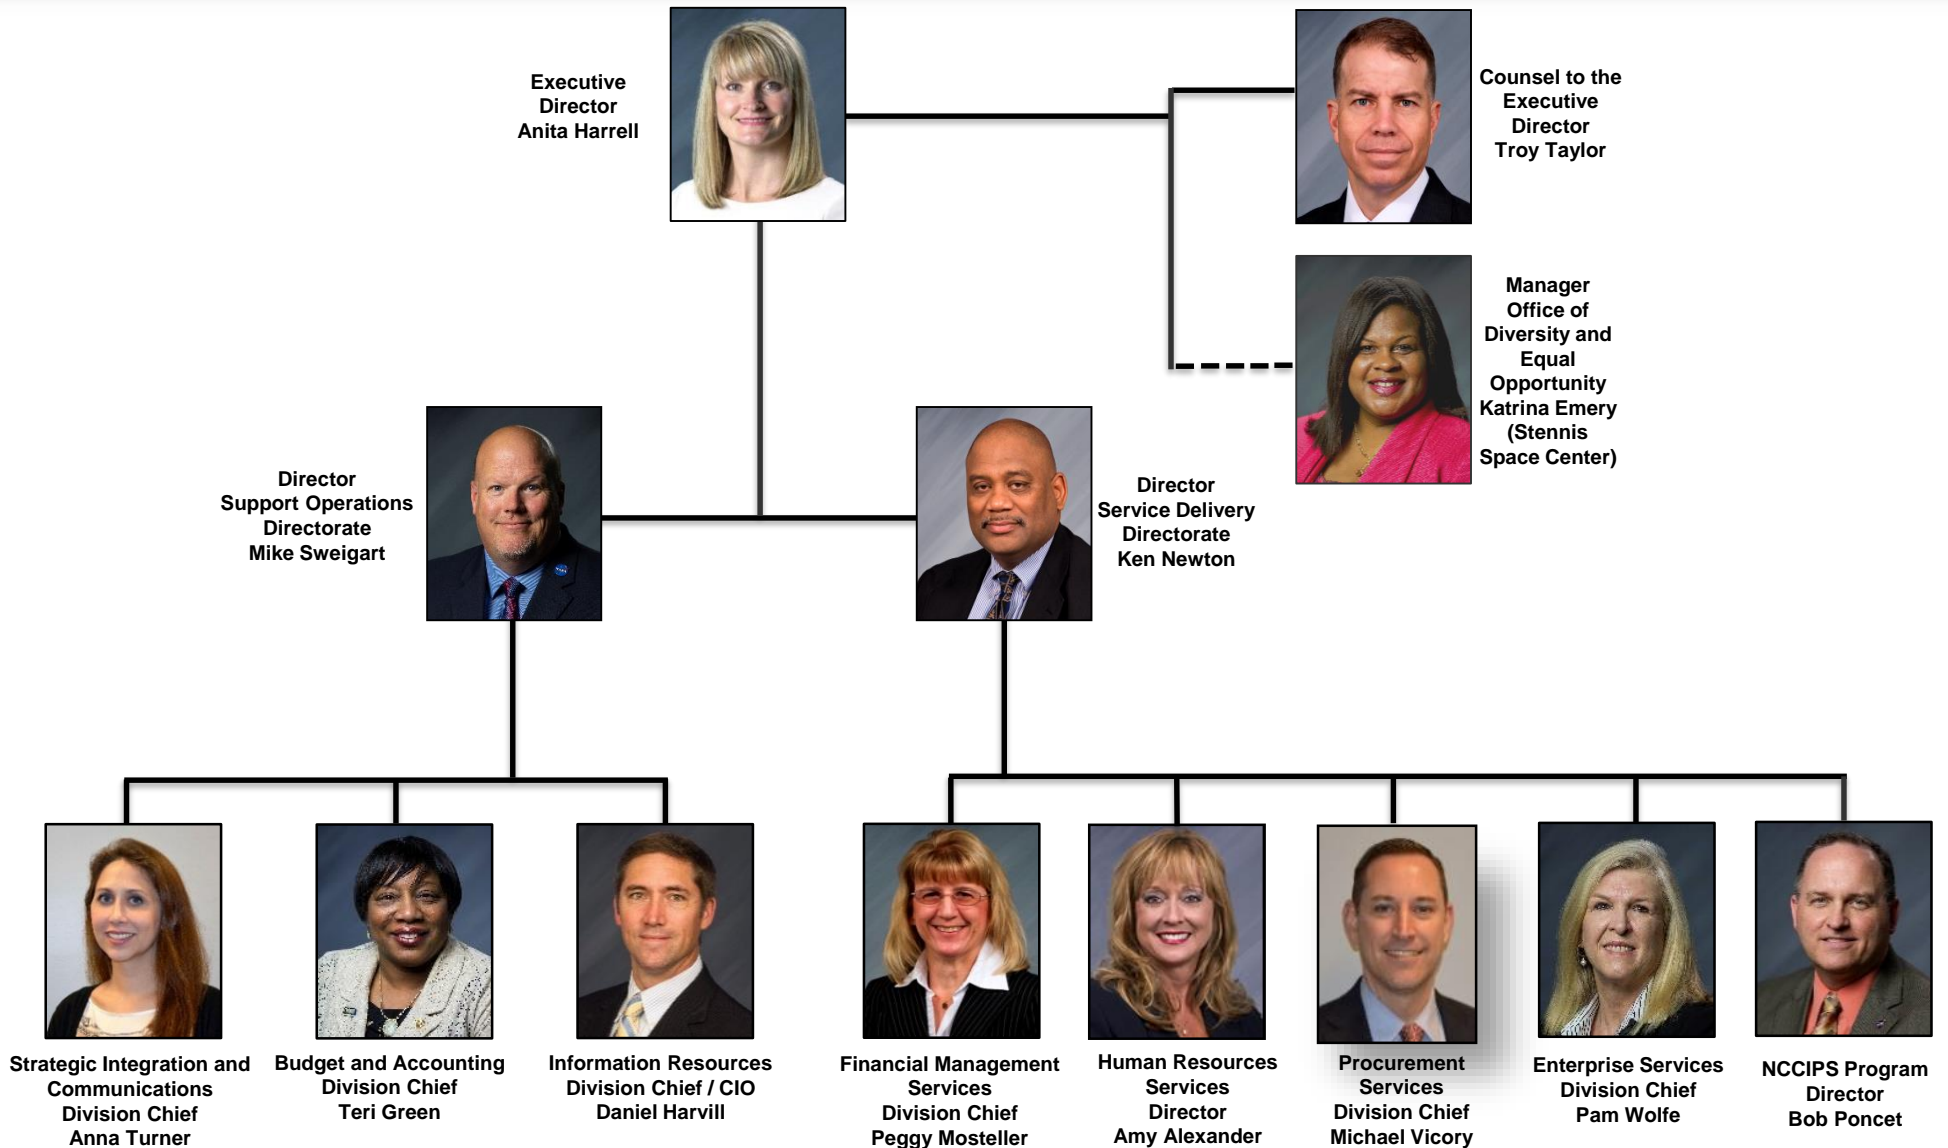 Executive
Director
Anita Harrell
Counsel to the
Executive
Director
Troy Taylor
Manager
Office of
Diversity and
Equal
Opportunity
Katrina Emery
(Stennis
Space Center)
Director
Support Operations
Directorate
Mike Sweigart
Director
Service Delivery
Directorate
Ken Newton
Strategic Integration and
Communications
Division Chief
Anna Turner
Budget and Accounting
Division Chief
Teri Green
Information Resources
Division Chief / CIO
Daniel Harvill
Financial Management
Services
Division Chief
Peggy Mosteller
Human Resources
Services
Director
Amy Alexander
Procurement
Services
Division Chief
Michael Vicory
Enterprise Services
Division Chief
Pam Wolfe
NCCIPS Program
Director
Bob Poncet